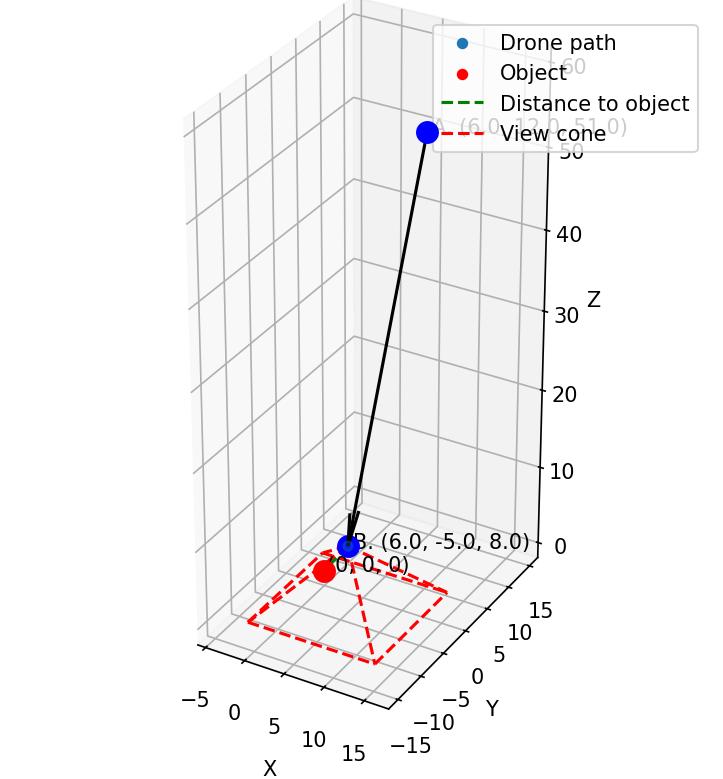 Drone path
Object
Distance to object
View cone
A. (6.0, 12.0, 51.0)
60
50
40
30
20
10
0
Z
B. (6.0, -5.0, 8.0)
(0, 0, 0)
15
10
5
0
−5
−10
−15
Y
−5
0
5
10
15
X